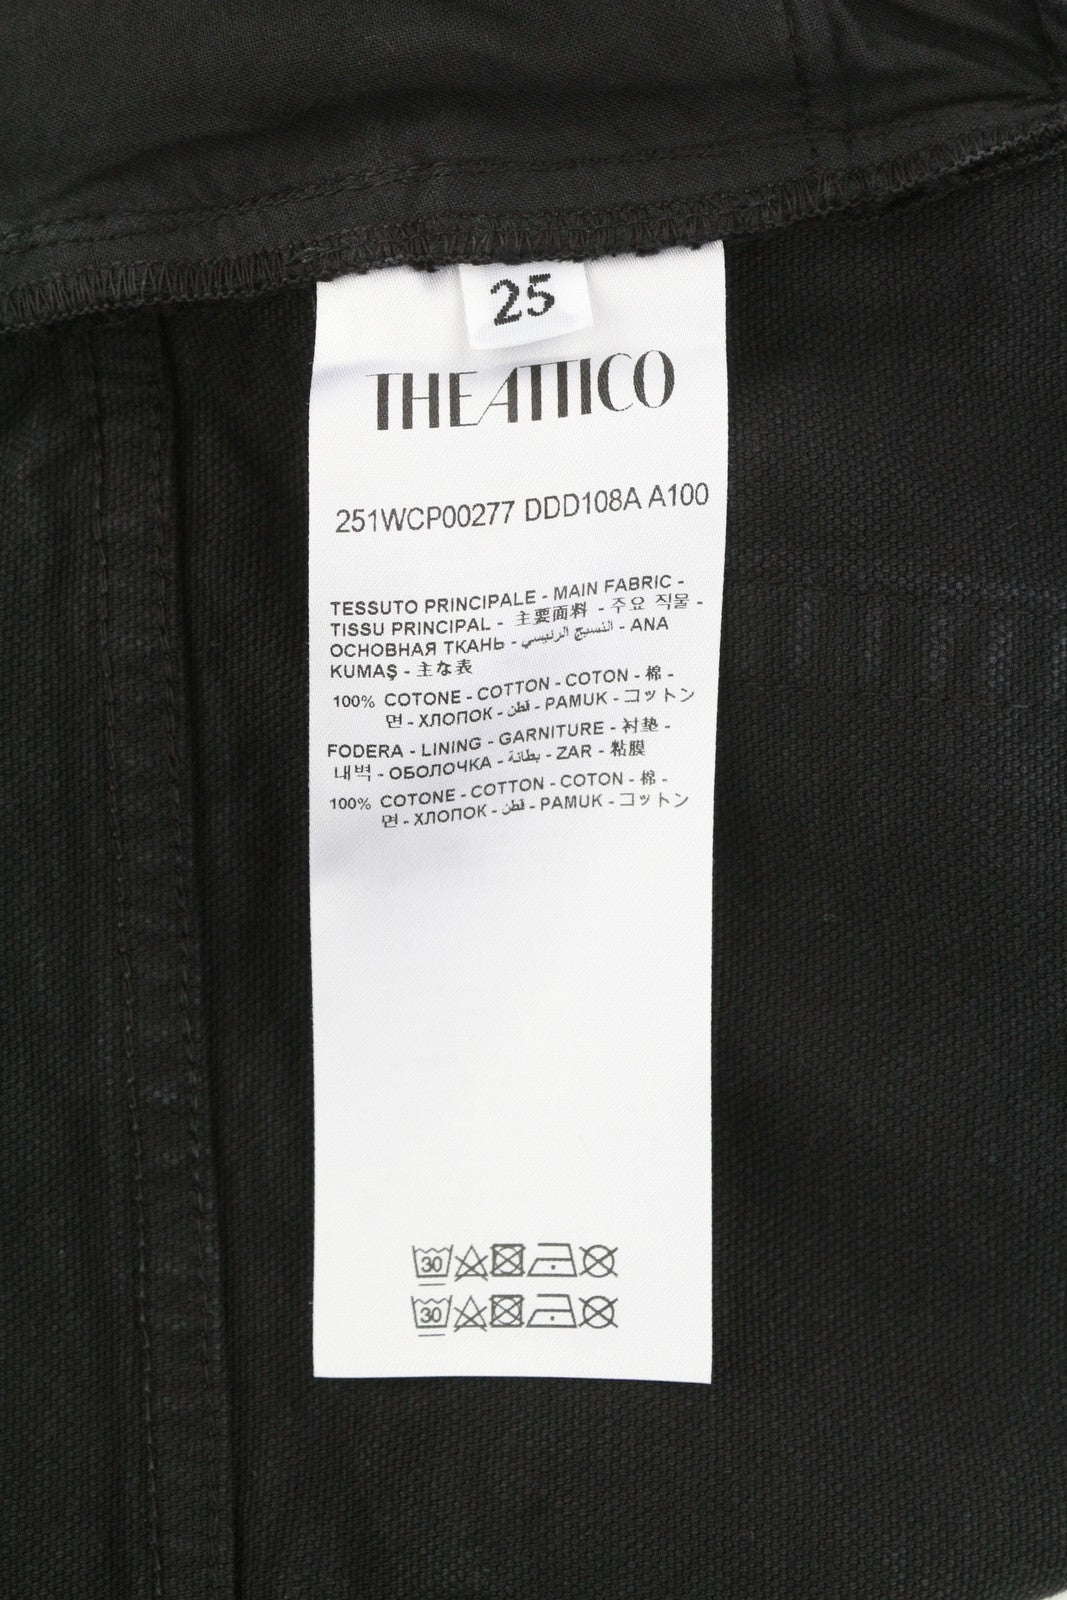 25
THE ATTICO
251WCP00277 DDD108A A100
TESSUTO PRINCIPALE - MAIN FABRIC -
TISSU PRINCIPAL - 主要面料 - 주요 직물 -
ОСНОВНАЯ ТКАНЬ - النسيج الرئيسي - ANA
KUMAŞ - 主な表
100% COTONE - COTTON - COTON - 棉 -
면 - ХЛОПОК - قطن - PAMUK - コットン
FODERA - LINING - GARNITURE - 衬垫 -
내벽 - ОБОЛОЧКА - بطانة - ZAR - 粘膜
100% COTONE - COTTON - COTON - 棉 -
면 - ХЛОПОК - قطن - PAMUK - コットン
30
30